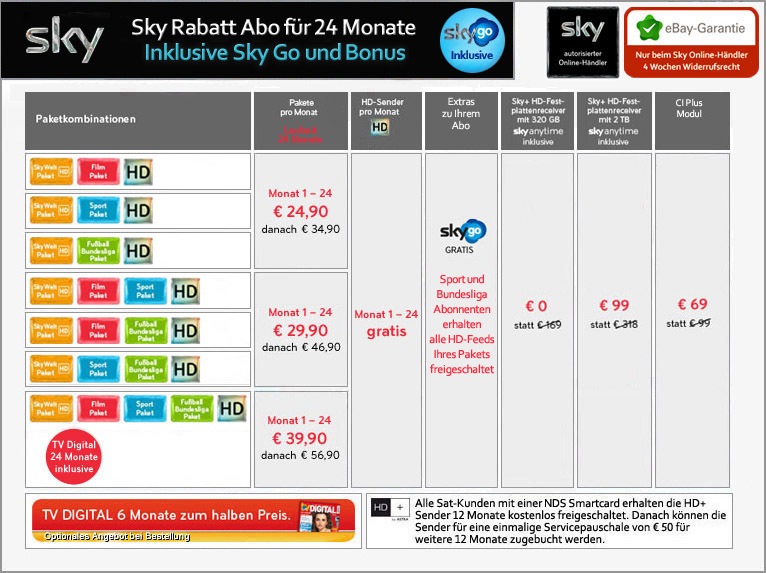 sky
Sky Rabatt Abo für 24 Monate
Inklusive Sky Go und Bonus
sky go
Inklusive
sky
autorisierter
Online-Händler
eBay-Garantie
Nur beim Sky Online-Händler
4 Wochen Widerrufsrecht
Paketkombinationen
Pakete
pro Monat
Laufzeit
24 Monate
HD-Sender
pro Monat
HD
Extras
zu Ihrem
Abo
Sky+ HD-Fest-
plattenreceiver
mit 320 GB
sky anytime
inklusive
Sky+ HD-Fest-
plattenreceiver
mit 2 TB
sky anytime
inklusive
CI Plus
Modul
Sky Welt Paket HD Film Paket HD
Sky Welt Paket HD Sport Paket HD
Sky Welt Paket HD Fußball Bundesliga Paket HD
Monat 1 – 24
€ 24,90
danach € 34,90
Sky Welt Paket HD Film Paket Sport Paket HD
Sky Welt Paket HD Film Paket Fußball Bundesliga Paket HD
Sky Welt Paket HD Sport Paket Fußball Bundesliga Paket HD
Monat 1 – 24
€ 29,90
danach € 46,90
Sky Welt Paket HD Film Paket Sport Paket Fußball Bundesliga Paket HD
TV Digital
24 Monate
inklusive
Monat 1 – 24
€ 39,90
danach € 56,90
Monat 1 – 24
gratis
sky go
GRATIS
Sport und
Bundesliga
Abonnenten
erhalten
alle HD-Feeds
Ihres Pakets
freigeschaltet
€ 0
statt € 169
€ 99
statt € 318
€ 69
statt € 99
TV DIGITAL 6 Monate zum halben Preis.
DIGITAL
Optionales Angebot bei Bestellung
HD +
by ASTRA
Alle Sat-Kunden mit einer NDS Smartcard erhalten die HD+
Sender 12 Monate kostenlos freigeschaltet. Danach können die
Sender für eine einmalige Servicepauschale von € 50 für
weitere 12 Monate zugebucht werden.